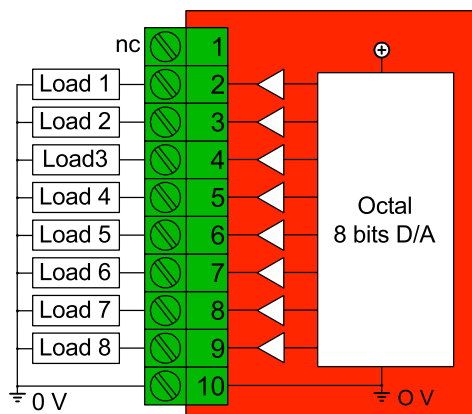 nc 1
Load 1 2
Load 2 3
Load3 4
Load 4 5
Load 5 6
Load 6 7
Load 7 8
Load 8 9
10
Octal
8 bits D/A
0 V
O V